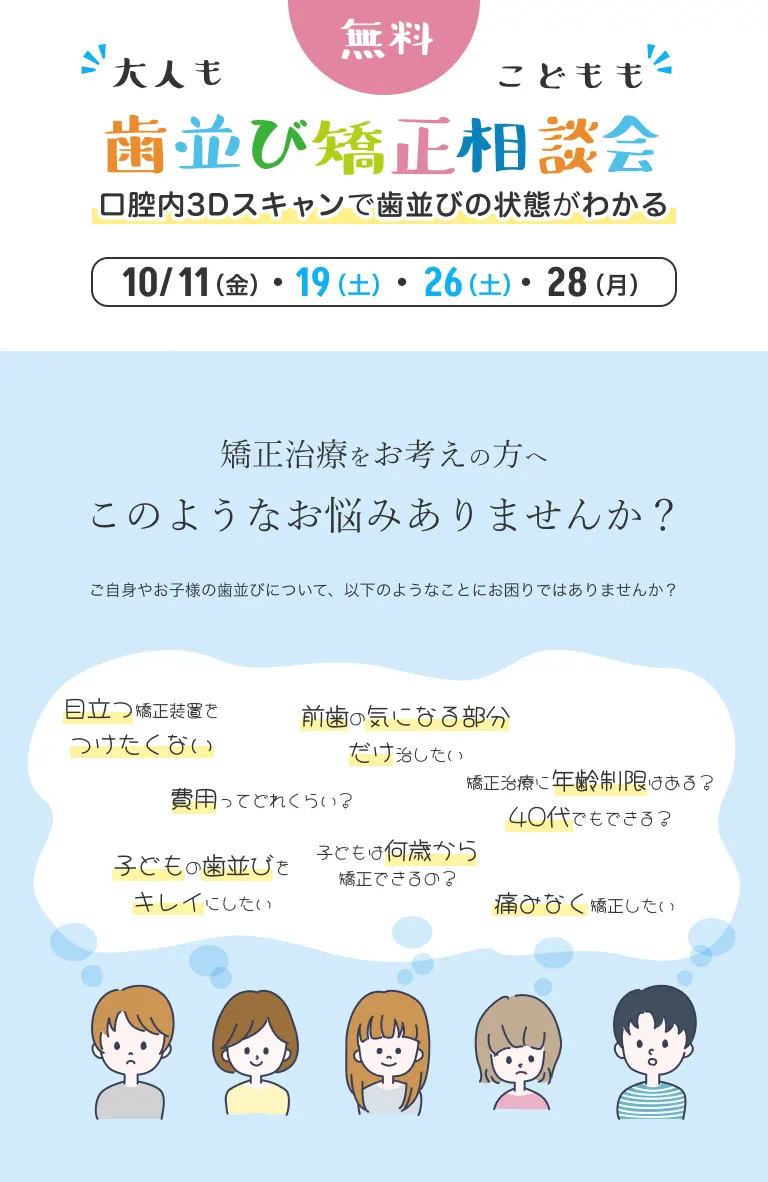 無料
大人も こどもも
歯並び矯正相談会
口腔内3Dスキャンで歯並びの状態がわかる
10/11(金)・19(土)・26(土)・28(月)
矯正治療をお考えの方へ
このようなお悩みありませんか?
ご自身やお子様の歯並びについて、以下のようなことにお困りではありませんか?
目立つ矯正装置を
つけたくない
前歯の気になる部分
だけ治したい
費用ってどれくらい?
矯正治療に年齢制限はある?
40代でもできる?
子どもの歯並びを
キレイにしたい
子どもは何歳から
矯正できるの?
痛みなく矯正したい